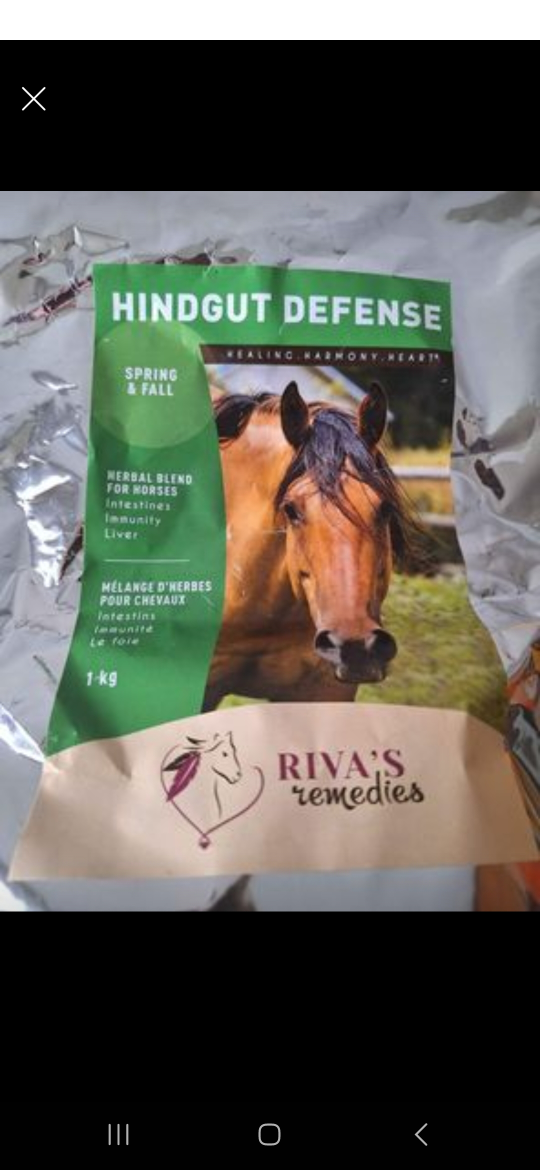 HINDGUT DEFENSE
HEALING.HARMONY.HEART
SPRING
& FALL
HERBAL BLEND
FOR HORSES
Intestines
Immunity
Liver
MÉLANGE D'HERBES
POUR CHEVAUX
Intestins
Immunité
Le foie
1 kg
RIVA'S
remedies